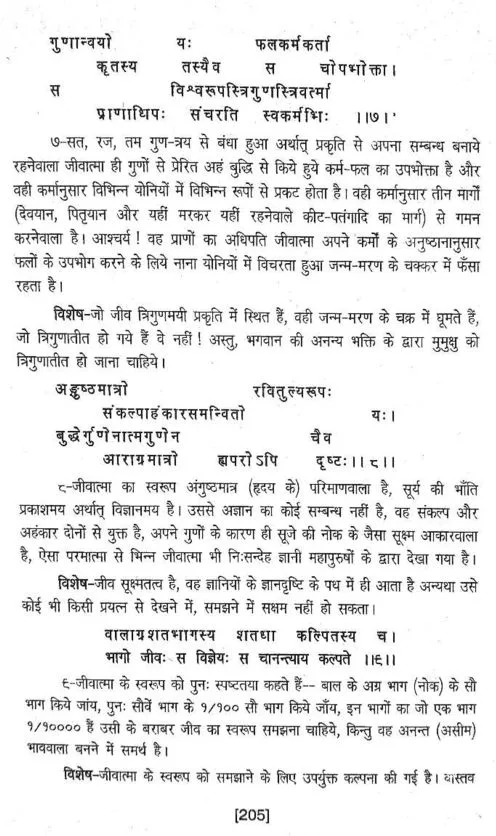 गुणान्वयो यः फलकर्मकर्ता
कृतस्य तस्यैव स चोपभोक्ता।
स विश्वरूपस्त्रिगुणस्त्रिवर्त्मा
प्राणाधिपः संचरति स्वकर्मभिः ।।७।'
७-सत, रज, तम गुण-त्रय से बंधा हुआ अर्थात् प्रकृति से अपना सम्बन्ध बनाये
रहनेवाला जीवात्मा ही गुणों से प्रेरित अहं बुद्धि से किये हुये कर्म-फल का उपभोक्ता है और
वही कर्मानुसार विभिन्न योनियों में विभिन्न रूपों से प्रकट होता है। वही कर्मानुसार तीन मार्गों
(देवयान, पितृयान और यहीं मरकर यहीं रहनेवाले कीट-पतंगादि का मार्ग) से गमन
करनेवाला है। आश्चर्य! वह प्राणों का अधिपति जीवात्मा अपने कर्मों के अनुष्ठानानुसार
फलों के उपभोग करने के लिये नाना योनियों में विचरता हुआ जन्म-मरण के चक्कर में फँसा
रहता है।
विशेष-जो जीव त्रिगुणमयी प्रकृति में स्थित हैं, वही जन्म-मरण के चक्र में घूमते हैं,
जो त्रिगुणातीत हो गये हैं वे नहीं! अस्तु, भगवान की अनन्य भक्ति के द्वारा मुमुक्षु को
त्रिगुणातीत हो जाना चाहिये।
अङ्गुष्ठमात्रो रवितुल्यरूपः
संकल्पाहंकारसमन्वितो यः।
बुद्धेर्गुणेनात्मगुणेन चैव
आराग्रमात्रो ह्यपरोऽपि दृष्टः।।८।।
८-जीवात्मा का स्वरूप अंगुष्ठमात्र (हृदय के) परिमाणवाला है, सूर्य की भाँति
प्रकाशमय अर्थात् विज्ञानमय है। उससे अज्ञान का कोई सम्बन्ध नहीं है, वह संकल्प और
अहंकार दोनों से युक्त है, अपने गुणों के कारण ही सूजे की नोक के जैसा सूक्ष्म आकारवाला
है, ऐसा परमात्मा से भिन्न जीवात्मा भी निःसन्देह ज्ञानी महापुरुषों के द्वारा देखा गया है।
विशेष-जीव सूक्ष्मतत्व है, वह ज्ञानियों के ज्ञानदृष्टि के पथ में ही आता है अन्यथा उसे
कोई भी किसी प्रयत्न से देखने में, समझने में सक्षम नहीं हो सकता।
वालाग्रशतभागस्य शतधा कल्पितस्य च।
भागो जीवः स विज्ञेयः स चानन्त्याय कल्पते ।।९।।
९-जीवात्मा के स्वरूप को पुनः स्पष्टतया कहते हैं-- बाल के अग्र भाग (नोक) के सौ
भाग किये जांय, पुनः सौवें भाग के १/१०० सौ भाग किये जाँय, इन भागों का जो एक भाग
१/१०००० हैं उसी के बराबर जीव का स्वरूप समझना चाहिये, किन्तु वह अनन्त (असीम)
भाववाला बनने में समर्थ है।
विशेष-जीवात्मा के स्वरूप को समझाने के लिए उपर्युक्त कल्पना की गई है। वास्तव
[205]